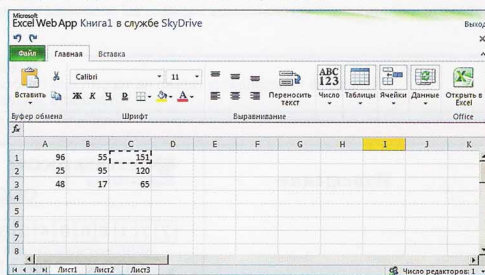 Microsoft
Excel Web App Книга1 в службе SkyDrive
Выход
Файл Главная Вставка
Calibri 11 ABC 123
Вставить Ж К Ч Д А Переносить текст Число Таблицы Ячейки Данные Открыть в Excel
Буфер обмена Шрифт Выравнивание Office
fx
A B C D E F G H I J K
1 96 55 151
2 25 95 120
3 48 17 65
4
5
6
7
8
Лист1 Лист2 Лист3 Число редакторов: 1